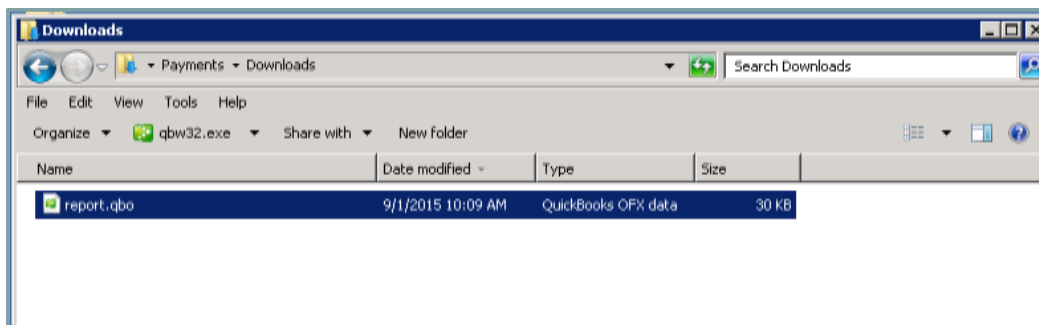 Downloads
Payments Downloads Search Downloads
File Edit View Tools Help
Organize qbw32.exe Share with New folder
Name Date modified Type Size
report.qbo 9/1/2015 10:09 AM QuickBooks OFX data 30 KB